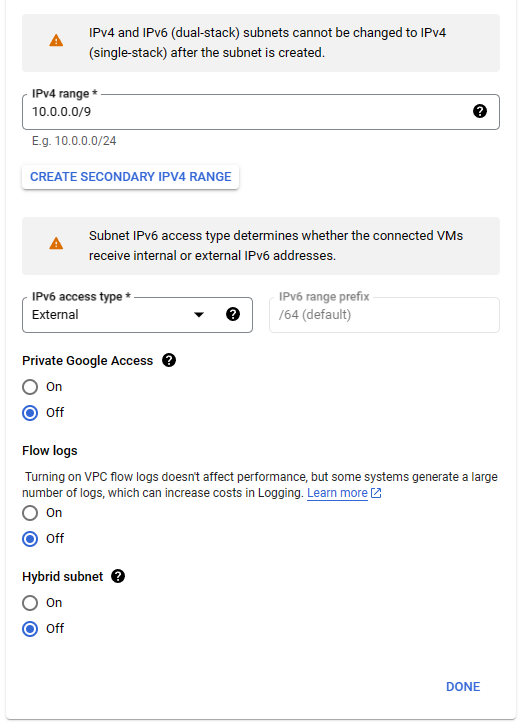 IPv4 and IPv6 (dual-stack) subnets cannot be changed to IPv4
(single-stack) after the subnet is created.
IPv4 range *
10.0.0.0/9
E.g. 10.0.0.0/24
CREATE SECONDARY IPV4 RANGE
Subnet IPv6 access type determines whether the connected VMs
receive internal or external IPv6 addresses.
IPv6 access type *
External
IPv6 range prefix
/64 (default)
Private Google Access
On
Off
Flow logs
Turning on VPC flow logs doesn't affect performance, but some systems generate a large
number of logs, which can increase costs in Logging. Learn more
On
Off
Hybrid subnet
On
Off
DONE